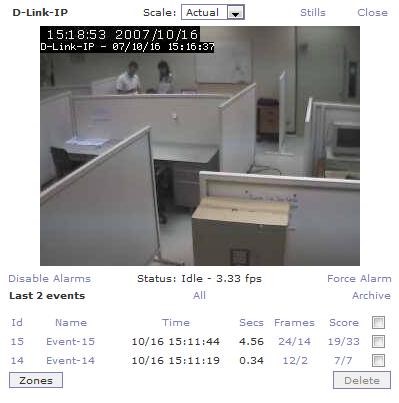 D-Link-IP Scale: Actual Stills Close
15:18:53 2007/10/16
D-Link-IP - 07/10/16 15:16:37
Disable Alarms Status: Idle - 3.33 fps Force Alarm
Last 2 events All Archive
Id Name Time Secs Frames Score
15 Event-15 10/16 15:11:44 4.56 24/14 19/33
14 Event-14 10/16 15:11:19 0.34 12/2 7/7
Zones Delete